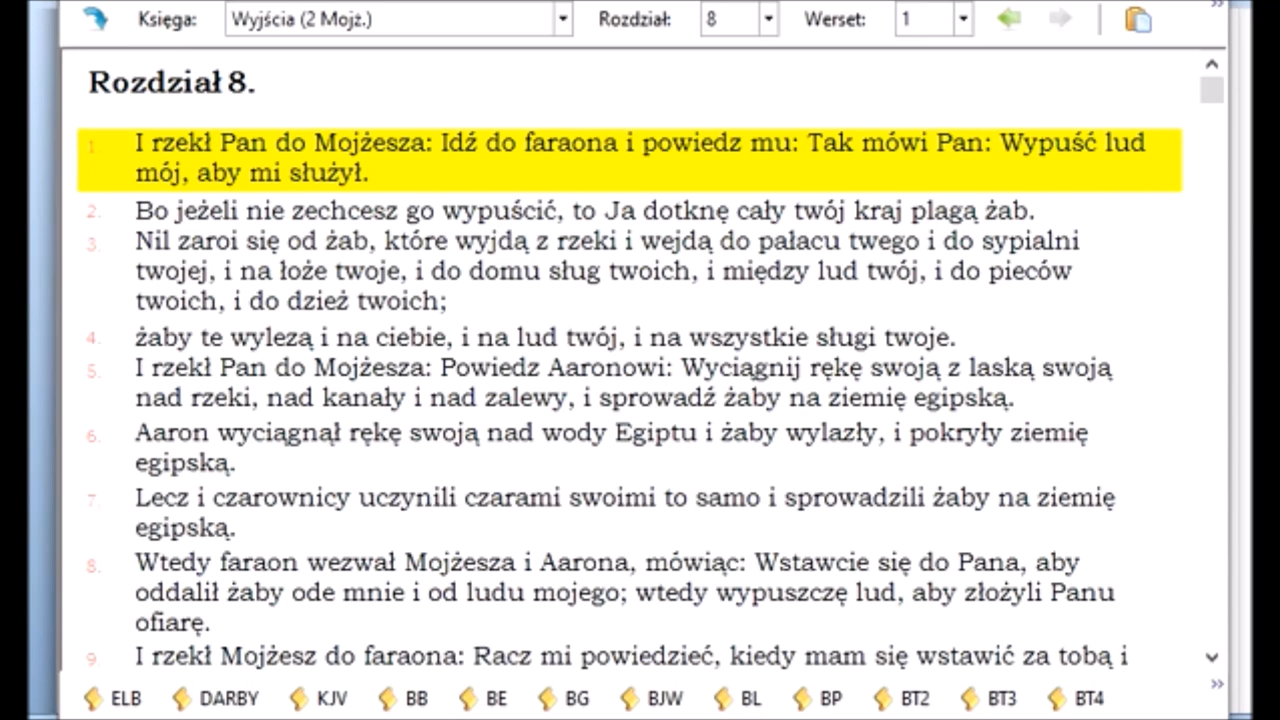 Księga: Wyjścia (2 Mojż.) Rozdział: 8 Werset: 1
Rozdział 8.
1. I rzekł Pan do Mojżesza: Idź do faraona i powiedz mu: Tak mówi Pan: Wypuść lud
mój, aby mi służył.
2. Bo jeżeli nie zechcesz go wypuścić, to Ja dotknę cały twój kraj plagą żab.
3. Nil zaroi się od żab, które wyjdą z rzeki i wejdą do pałacu twego i do sypialni
twojej, i na łoże twoje, i do domu sług twoich, i między lud twój, i do pieców
twoich, i do dzież twoich;
4. żaby te wylezą i na ciebie, i na lud twój, i na wszystkie sługi twoje.
5. I rzekł Pan do Mojżesza: Powiedz Aaronowi: Wyciągnij rękę swoją z laską swoją
nad rzeki, nad kanały i nad zalewy, i sprowadź żaby na ziemię egipską.
6. Aaron wyciągnął rękę swoją nad wody Egiptu i żaby wylazły, i pokryły ziemię
egipską.
7. Lecz i czarownicy uczynili czarami swoimi to samo i sprowadzili żaby na ziemię
egipską.
8. Wtedy faraon wezwał Mojżesza i Aarona, mówiąc: Wstawcie się do Pana, aby
oddalił żaby ode mnie i od ludu mojego; wtedy wypuszczę lud, aby złożyli Panu
ofiarę.
9. I rzekł Mojżesz do faraona: Racz mi powiedzieć, kiedy mam się wstawić za tobą i
ELB DARBY KJV BB BE BG BJW BL BP BT2 BT3 BT4